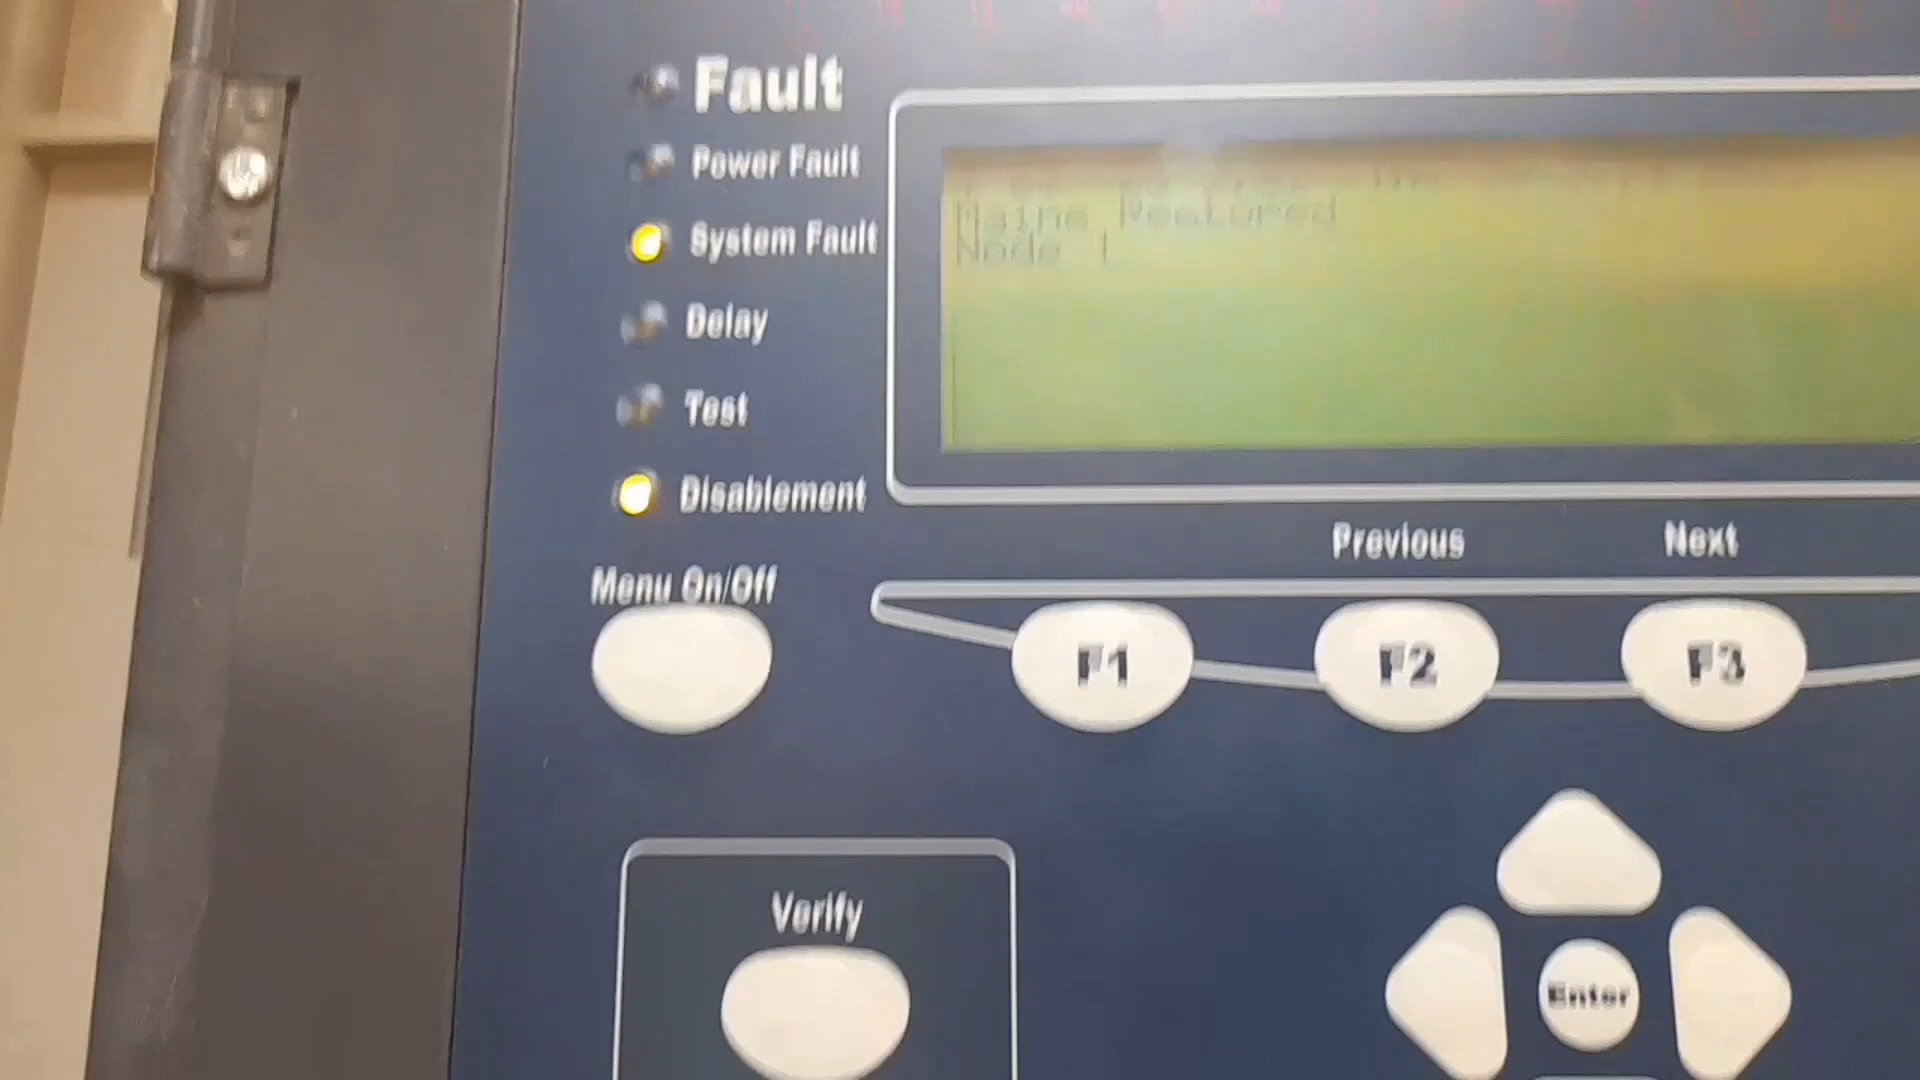 Fault
Power Fault
System Fault
Delay
Test
Disablement
Mains Restored
Node 1
Previous
Next
Menu On/Off
F1
F2
F3
Verify
Enter